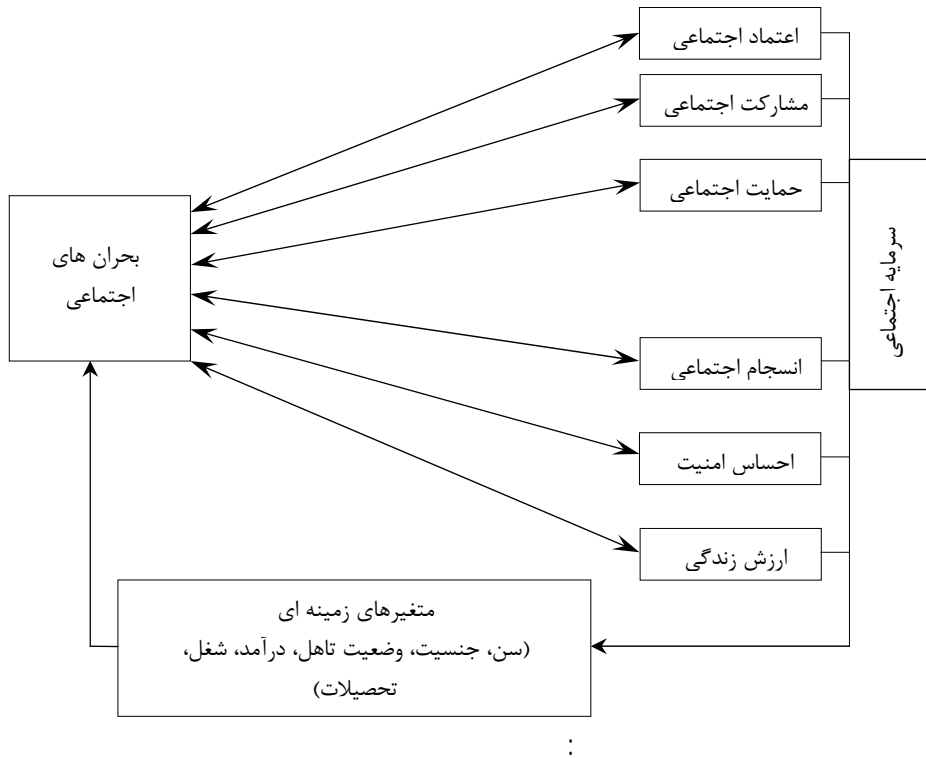 اعتماد اجتماعی
مشارکت اجتماعی
حمایت اجتماعی
سرمایه اجتماعی
بحران های
اجتماعی
انسجام اجتماعی
احساس امنیت
ارزش زندگی
متغیرهای زمینه ای
(سن، جنسیت، وضعیت تاهل، درآمد، شغل،
تحصیلات)
: